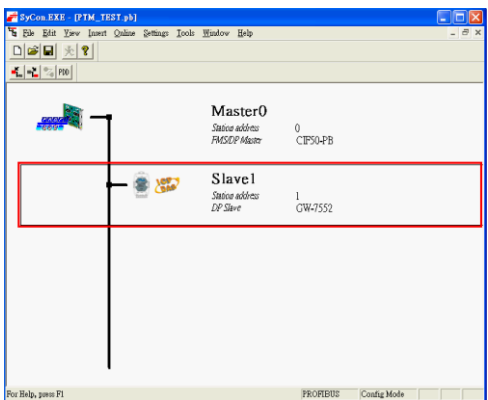 SyCon.EXE - [PTM_TEST.pb]
File Edit View Insert Online Settings Tools Window Help
PDO
Master0
Station address 0
FMS/DP Master CIF50-PB
Slave1
Station address 1
DP Slave GW-7552
For Help, press F1 PROFIBUS Config Mode